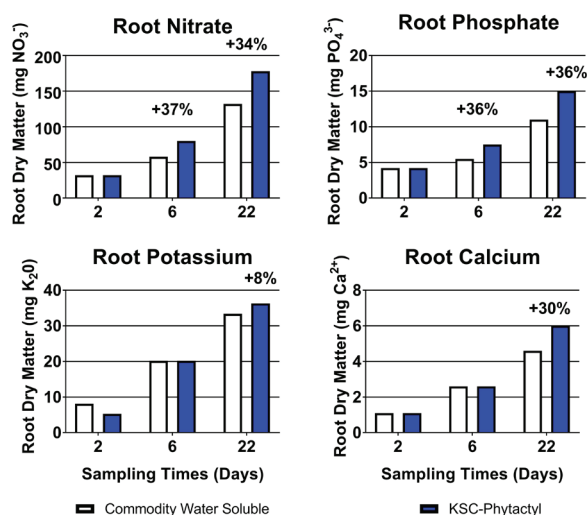 Root Nitrate
+34%
+37%
200
150
100
50
0
Root Dry Matter (mg NO₃⁻)
2 6 22
Root Phosphate
+36%
+36%
20
15
10
5
0
Root Dry Matter (mg PO₄³⁻)
2 6 22
Root Potassium
+8%
40
30
20
10
0
Root Dry Matter (mg K₂0)
2 6 22
Sampling Times (Days)
Root Calcium
+30%
8
6
4
2
0
Root Dry Matter (mg Ca²⁺)
2 6 22
Sampling Times (Days)
Commodity Water Soluble
KSC-Phytactyl